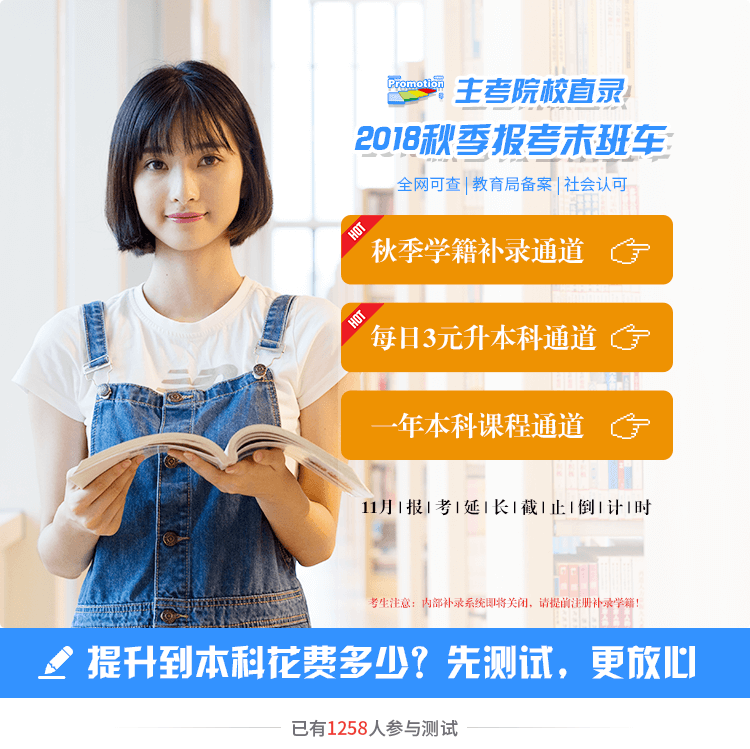 Promotion
主考院校直录
2018秋季报考末班车
全网可查 | 教育局备案 | 社会认可
HOT
秋季学籍补录通道
HOT
每日3元升本科通道
一年本科课程通道
11月 | 报 | 考 | 延 | 长 | 截 | 止 | 倒 | 计 | 时
考生注意：内部补录系统即将关闭，请提前注册补录学籍！
提升到本科花费多少？先测试，更放心
已有1258人参与测试